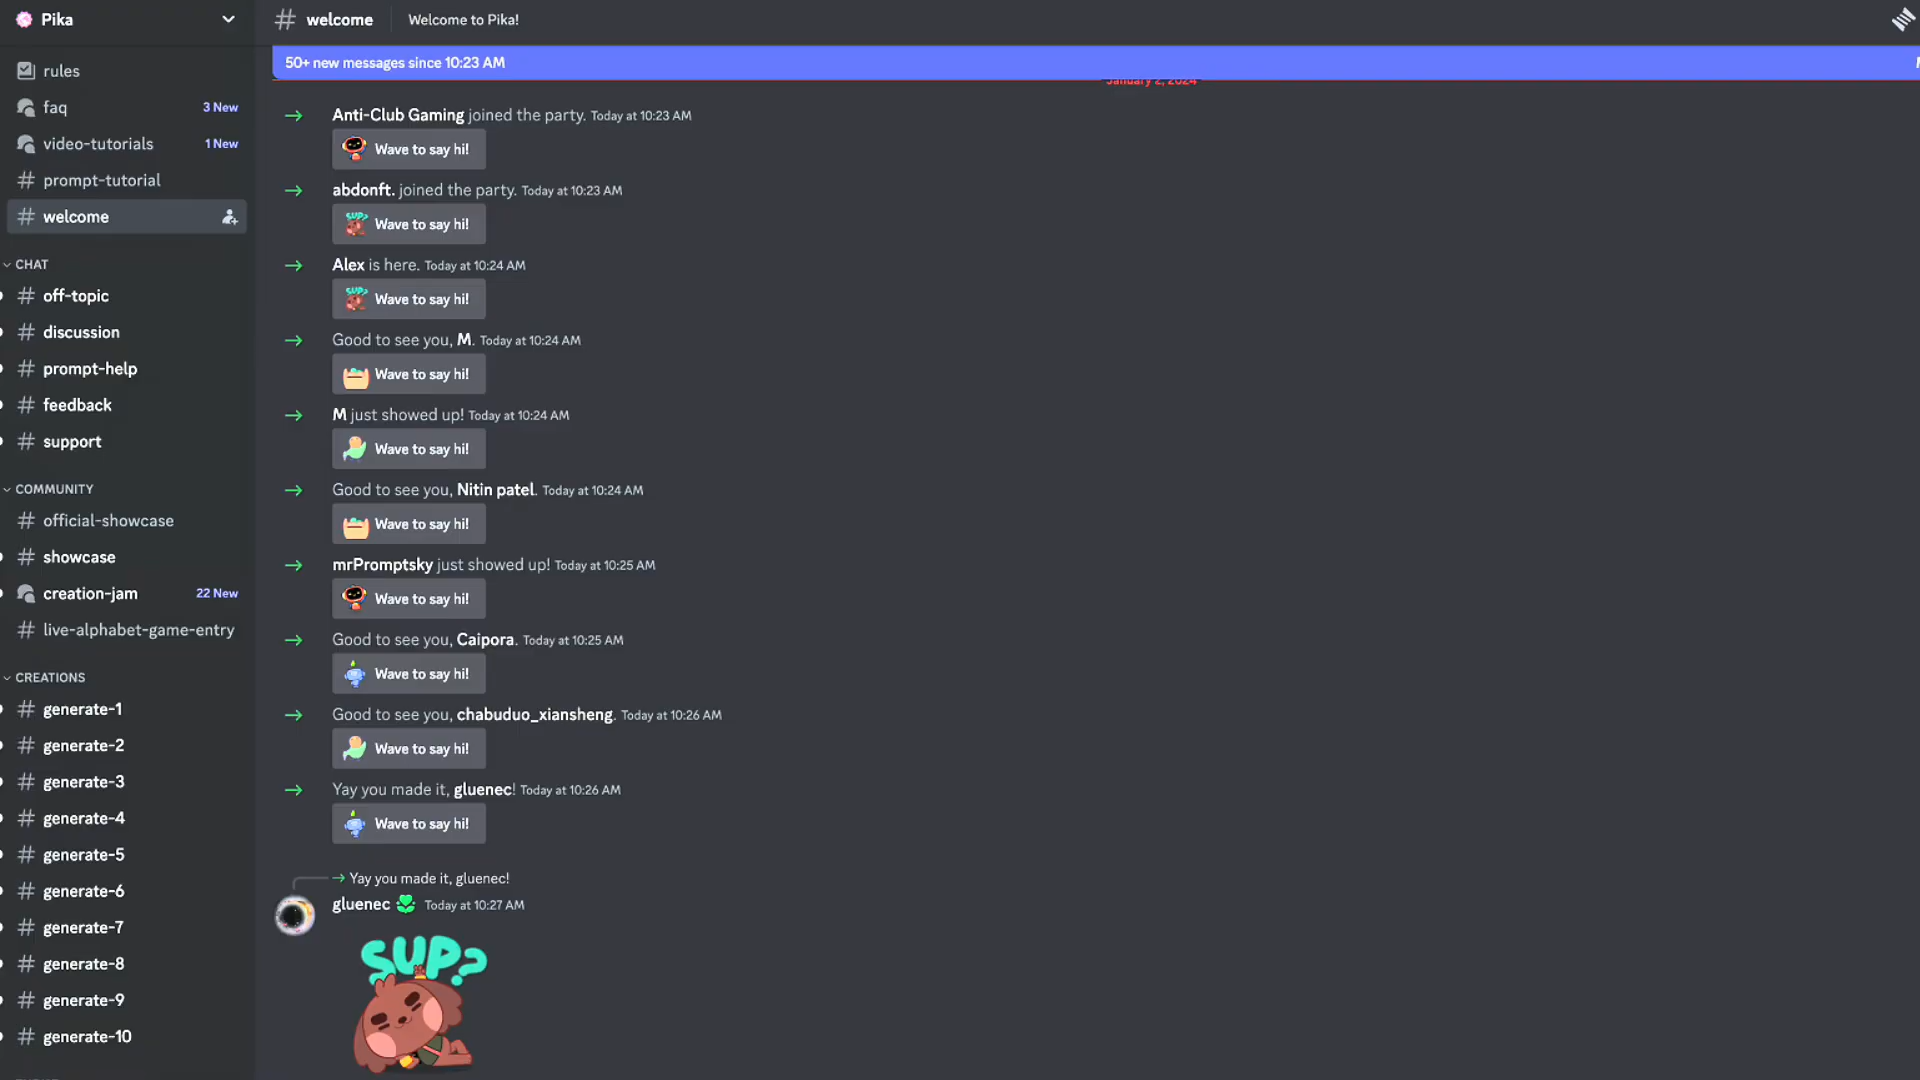 Pika
rules
faq 3 New
video-tutorials 1 New
prompt-tutorial
welcome
CHAT
off-topic
discussion
prompt-help
feedback
support
COMMUNITY
official-showcase
showcase
creation-jam 22 New
live-alphabet-game-entry
CREATIONS
generate-1
generate-2
generate-3
generate-4
generate-5
generate-6
generate-7
generate-8
generate-9
generate-10
# welcome Welcome to Pika!
50+ new messages since 10:23 AM
January 2, 2024
Anti-Club Gaming joined the party. Today at 10:23 AM
Wave to say hi!
abdonft. joined the party. Today at 10:23 AM
SUP? Wave to say hi!
Alex is here. Today at 10:24 AM
SUP? Wave to say hi!
Good to see you, M. Today at 10:24 AM
Wave to say hi!
M just showed up! Today at 10:24 AM
Wave to say hi!
Good to see you, Nitin patel. Today at 10:24 AM
Wave to say hi!
mrPromptsky just showed up! Today at 10:25 AM
Wave to say hi!
Good to see you, Caipora. Today at 10:25 AM
Wave to say hi!
Good to see you, chabuduo_xiansheng. Today at 10:26 AM
Wave to say hi!
Yay you made it, gluenec! Today at 10:26 AM
Wave to say hi!
Yay you made it, gluenec!
gluenec Today at 10:27 AM
SUP?